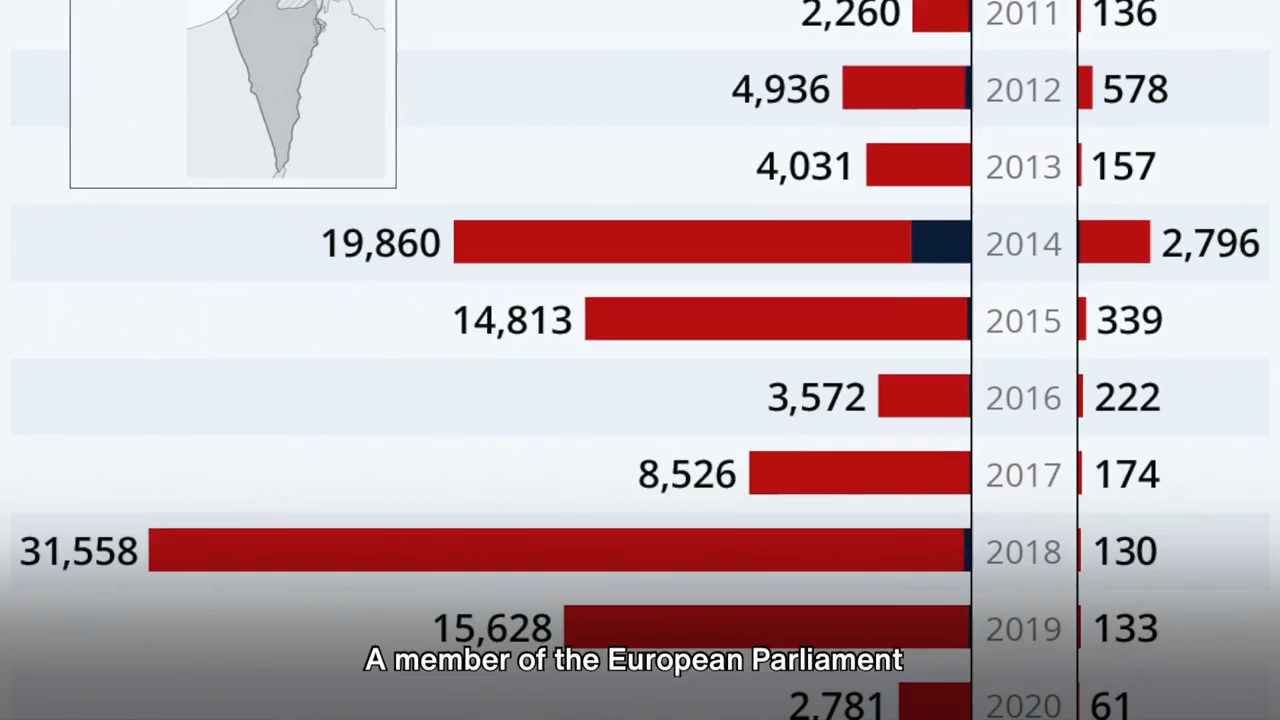 2,260 2011 136
4,936 2012 578
4,031 2013 157
19,860 2014 2,796
14,813 2015 339
3,572 2016 222
8,526 2017 174
31,558 2018 130
15,628 2019 133
A member of the European Parliament
2,781 2020 61